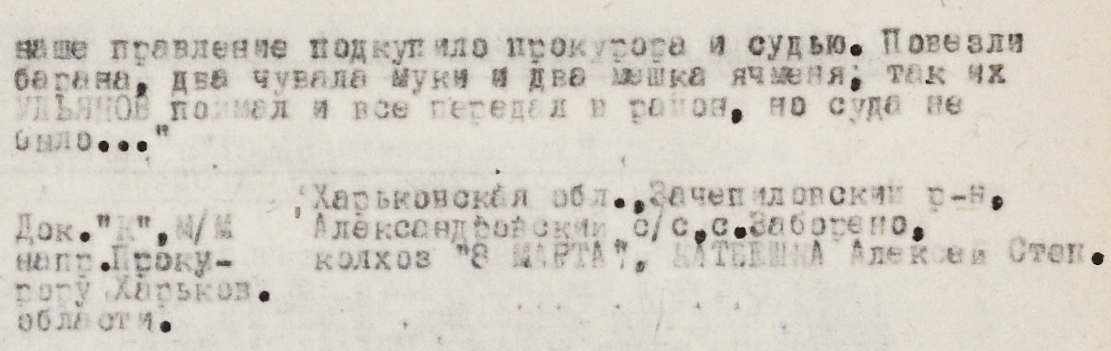 наше правление подкупило прокурора и судью. Повезли
барана, два чувала муки и два мешка ячменя, так их
УЛЬЯНОВ поймал и все передал в район, но суда не
было..."
Харьковская обл.,Зачепиловский р-н,
Док."К",М/М Александровский с/с,с.Заборено,
напр.Проку- колхоз "8 МАРТА", Алексей Степ.
рору Харьков.
области.